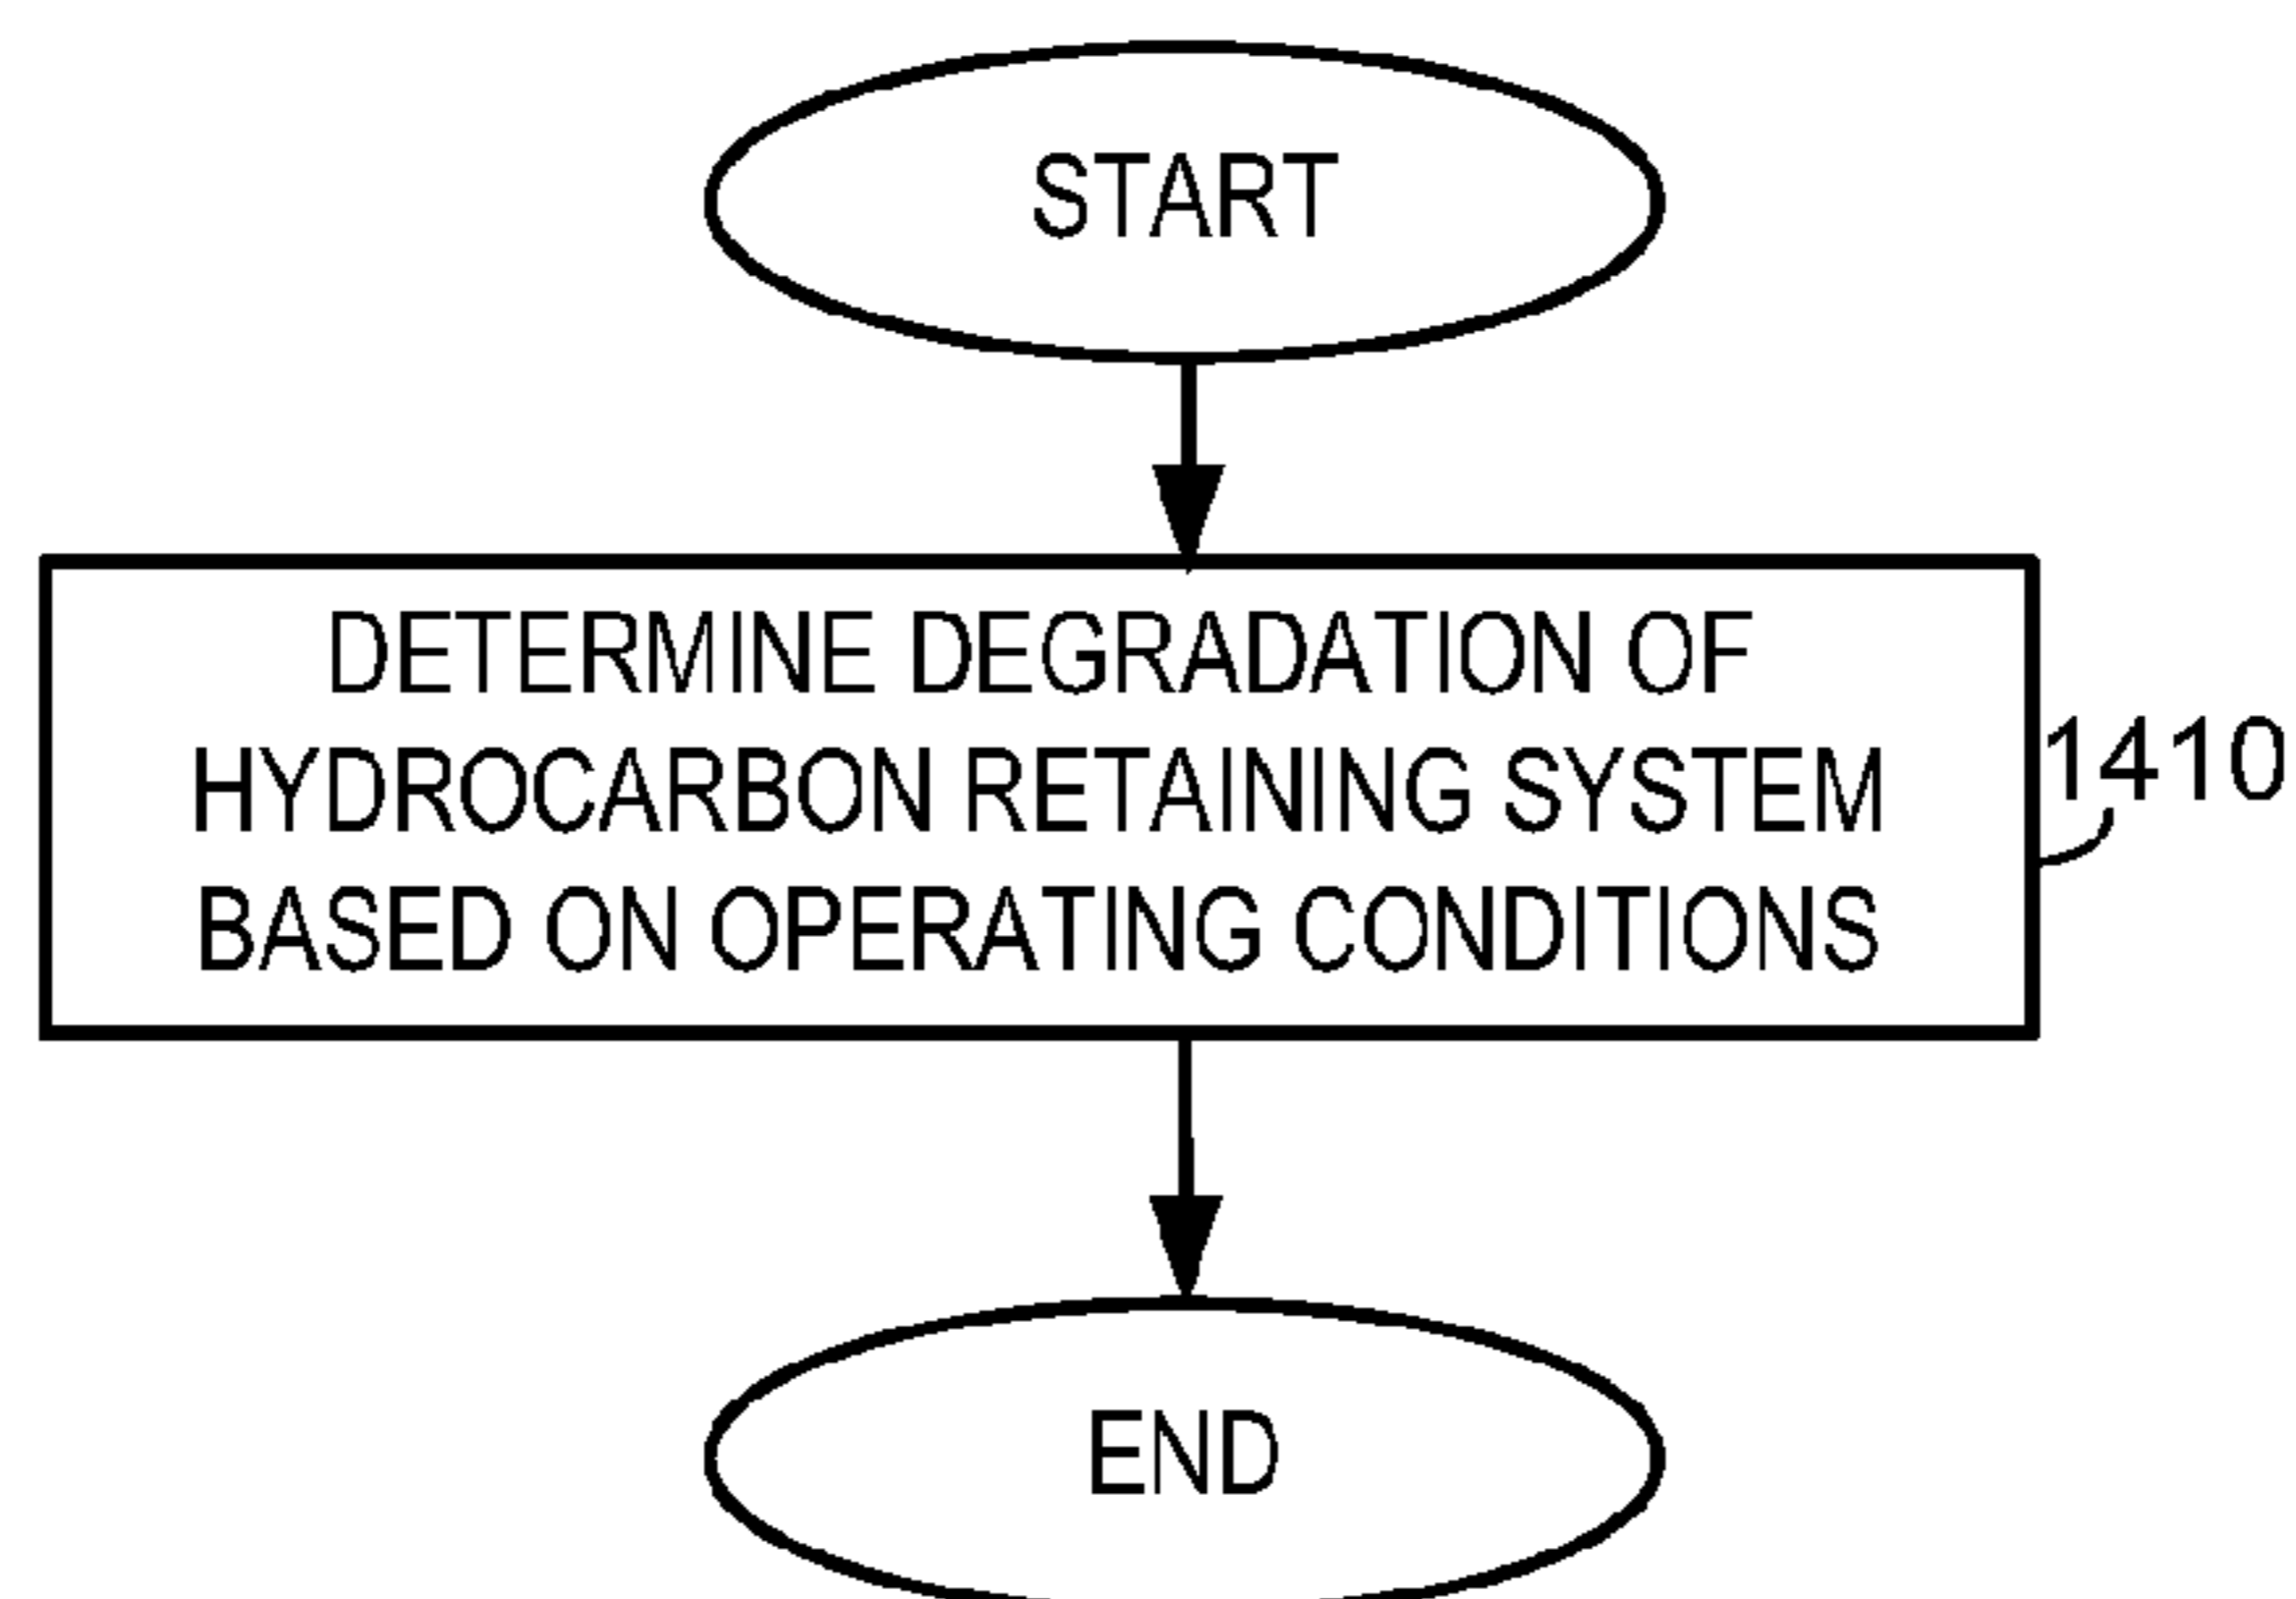 START
DETERMINE DEGRADATION OF
HYDROCARBON RETAINING SYSTEM
BASED ON OPERATING CONDITIONS
1410
END